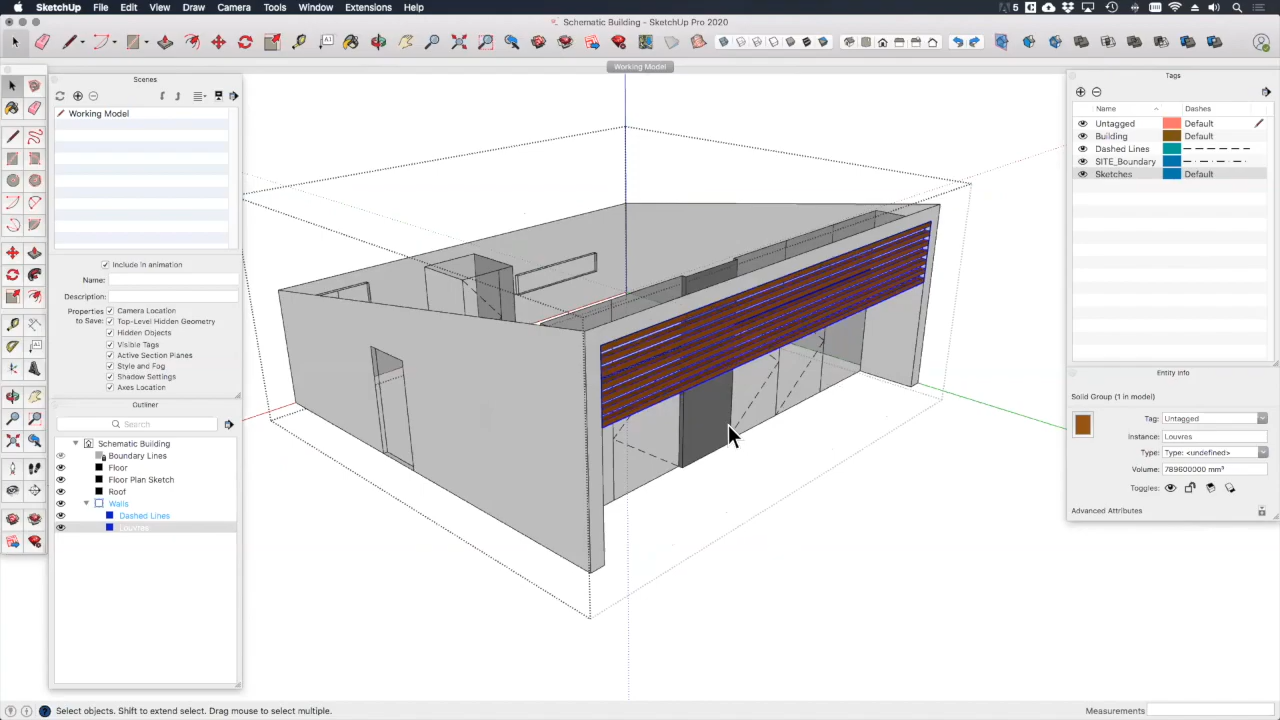 SketchUp File Edit View Draw Camera Tools Window Extensions Help
Schematic Building - SketchUp Pro 2020
Working Model
Scenes
Working Model
Include in animation
Name:
Description:
Properties to Save:
Camera Location
Top-Level Hidden Geometry
Hidden Objects
Visible Tags
Active Section Planes
Style and Fog
Shadow Settings
Axes Location
Outliner
Search
Schematic Building
Boundary Lines
Floor
Floor Plan Sketch
Roof
Walls
Dashed Lines
Louvres
Tags
Name Dashes
Untagged Default
Building Default
Dashed Lines
SITE_Boundary
Sketches Default
Entity Info
Solid Group (1 in model)
Tag: Untagged
Instance: Louvres
Type: Type: <undefined>
Volume: 789600000 mm³
Toggles:
Advanced Attributes
Select objects. Shift to extend select. Drag mouse to select multiple.
Measurements